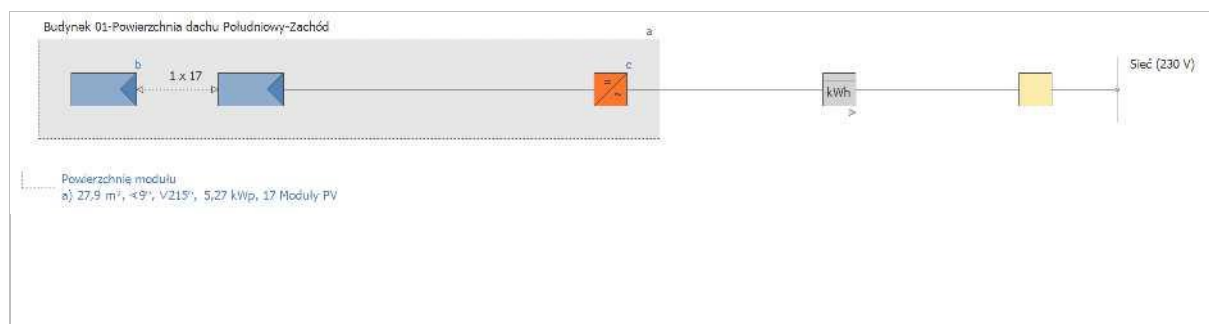 Budynek 01-Powierzchnia dachu Południowy-Zachód
a
b
1 x 17
c
=
~
kWh
Sieć (230 V)
Powierzchnię modułu
a) 27,9 m², ∢9°, ∨215°, 5,27 kWp, 17 Moduły PV